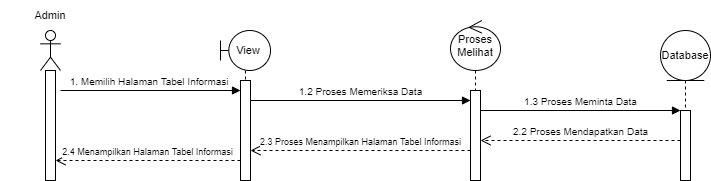 Admin
View
Proses
Melihat
Database
1. Memilih Halaman Tabel Informasi
1.2 Proses Memeriksa Data
1.3 Proses Meminta Data
2.2 Proses Mendapatkan Data
2.3 Proses Menampilkan Halaman Tabel Informasi
2.4 Menampilkan Halaman Tabel Informasi